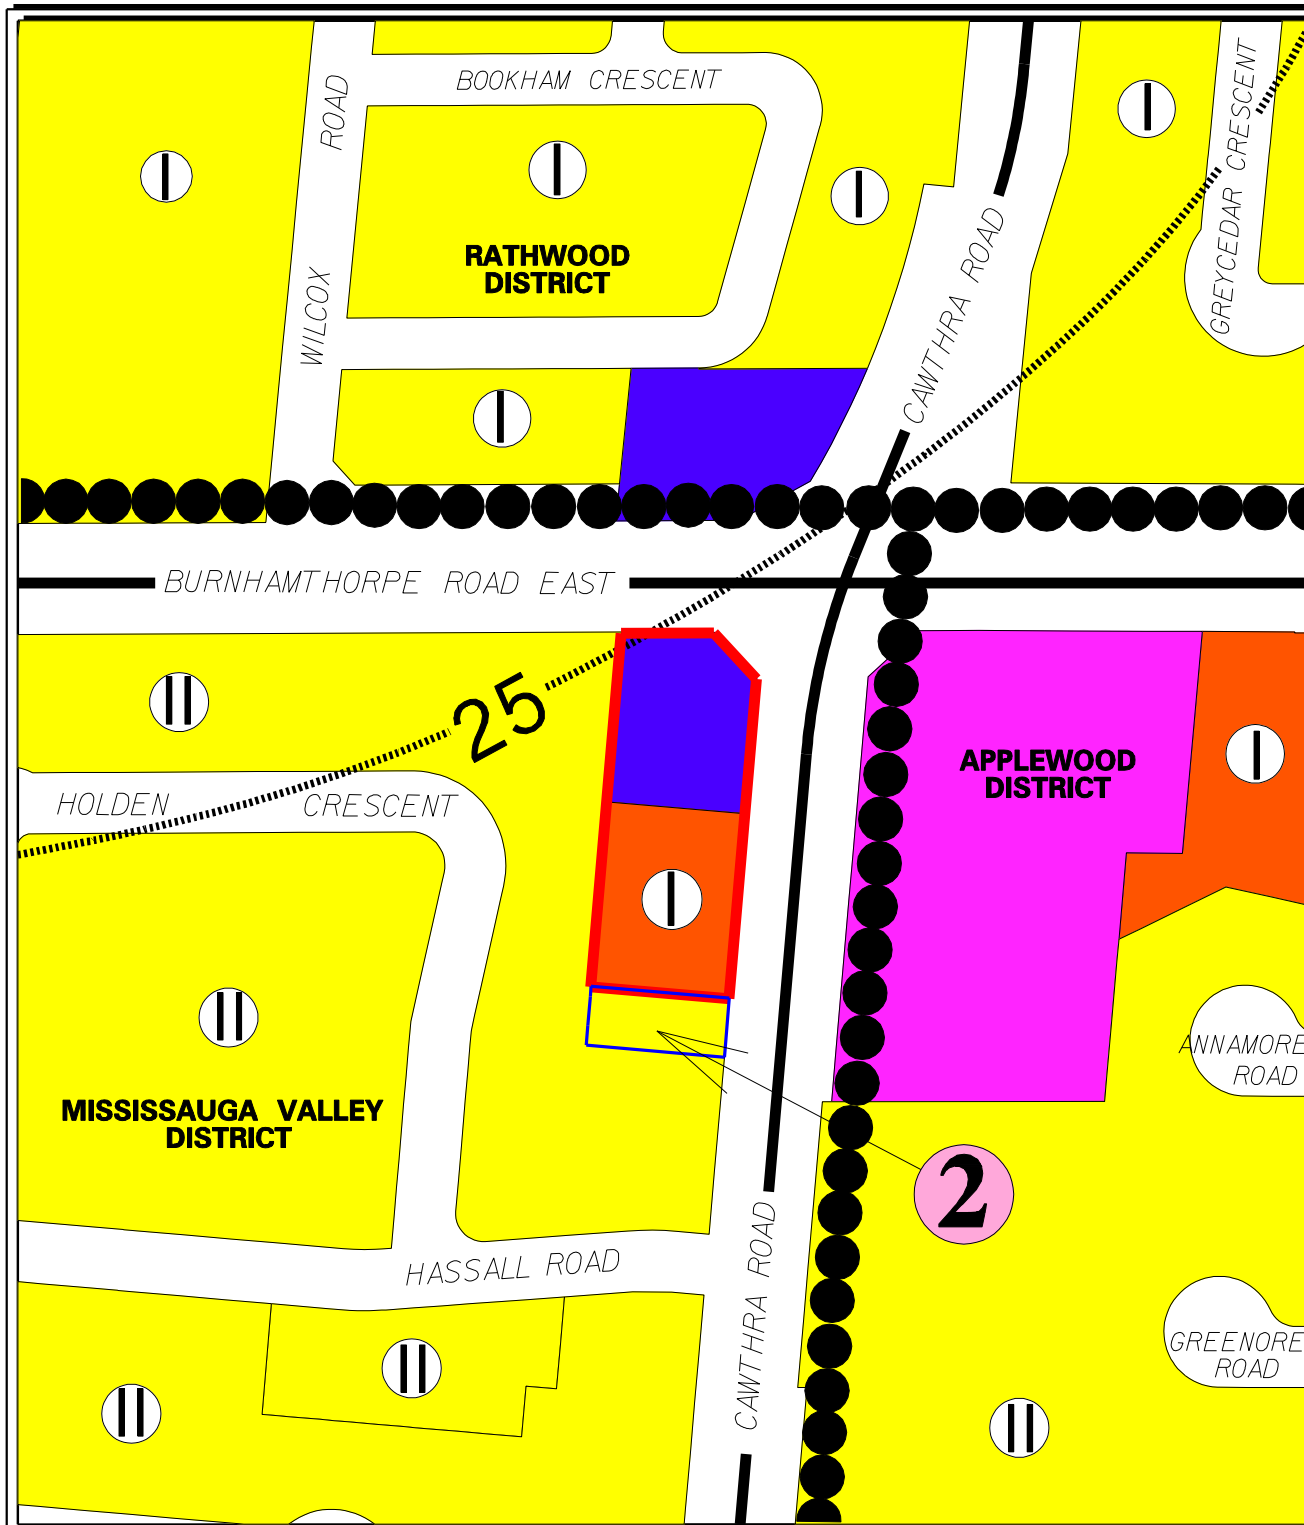 BOOKHAM CRESCENT
ROAD
WILCOX
I
I
I
I
RATHWOOD
DISTRICT
GREYCEDAR CRESCENT
CAWTHRA ROAD
I
BURNHAMTHORPE ROAD EAST
II
25
HOLDEN CRESCENT
APPLEWOOD
DISTRICT
I
I
II
ANNAMORE
ROAD
MISSISSAUGA VALLEY
DISTRICT
2
HASSALL ROAD
CAWTHRA ROAD
GREENORE
ROAD
II
II
II